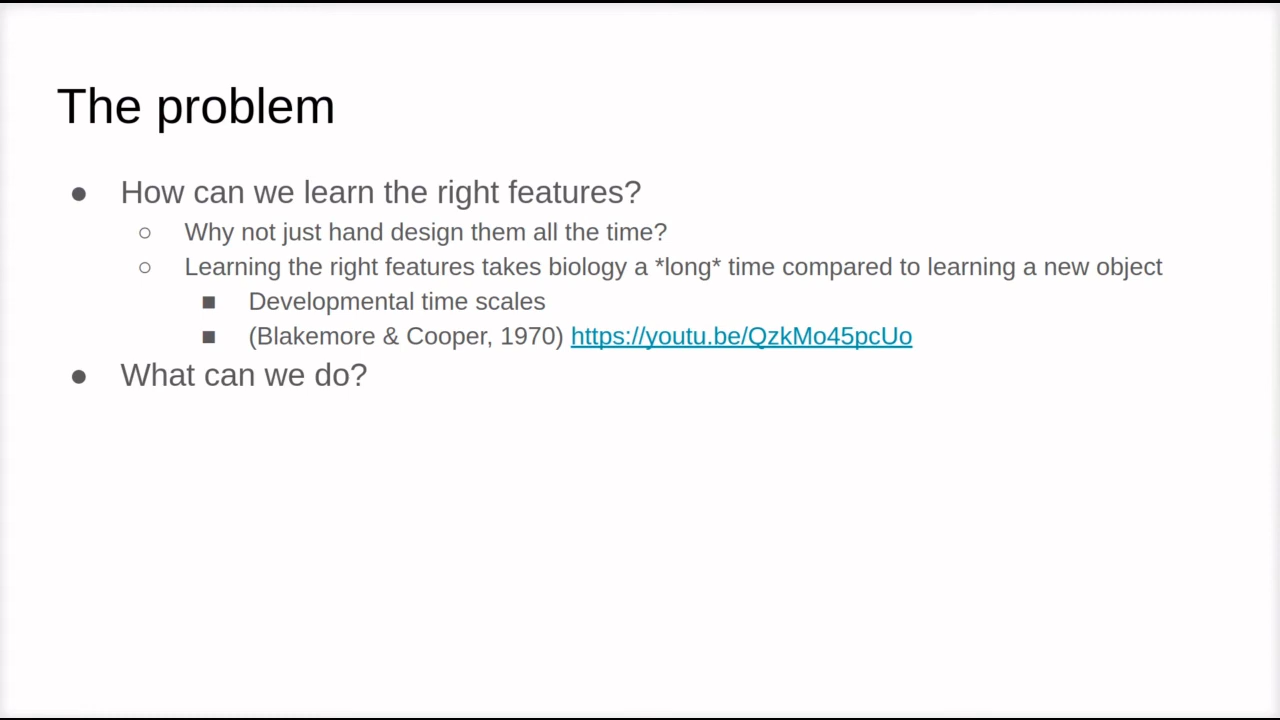 The problem
● How can we learn the right features?
○ Why not just hand design them all the time?
○ Learning the right features takes biology a *long* time compared to learning a new object
■ Developmental time scales
■ (Blakemore & Cooper, 1970) https://youtu.be/QzkMo45pcUo
● What can we do?